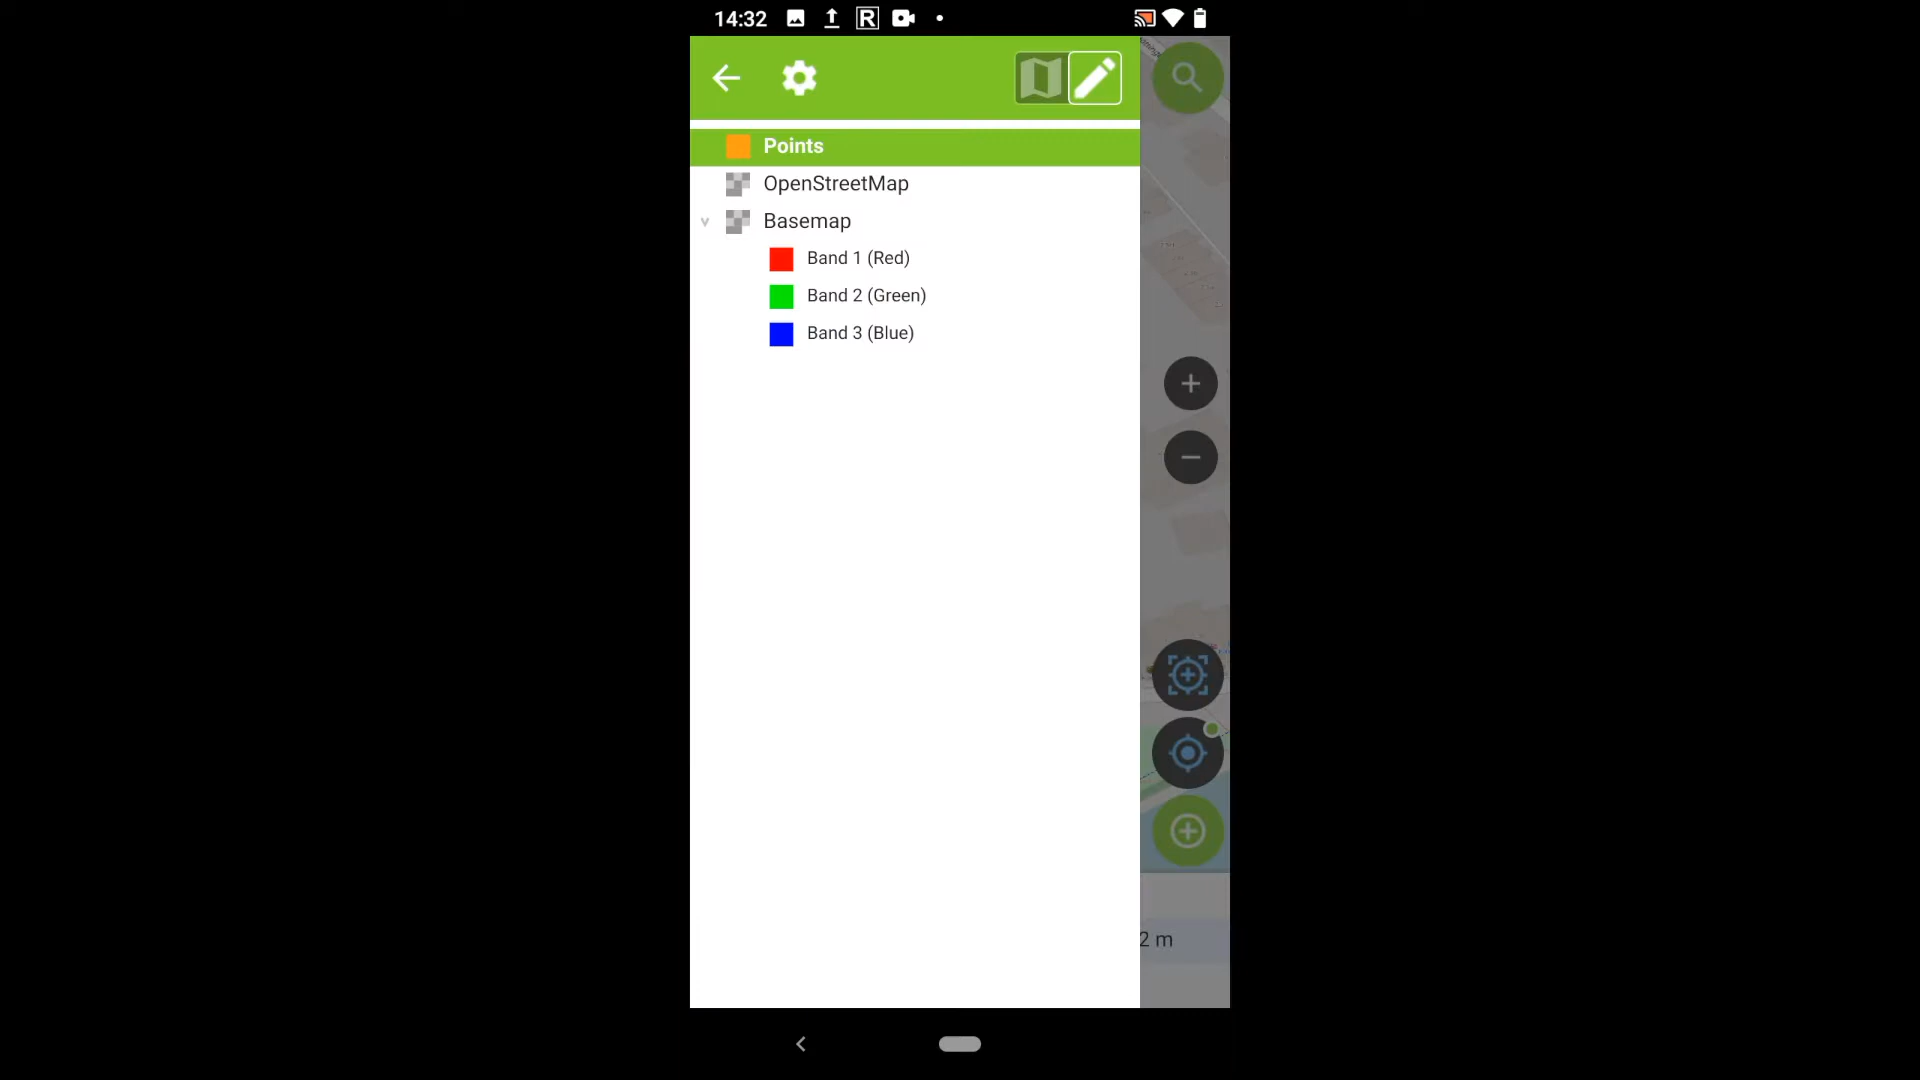 14:32
R
Points
OpenStreetMap
Basemap
Band 1 (Red)
Band 2 (Green)
Band 3 (Blue)
2 m